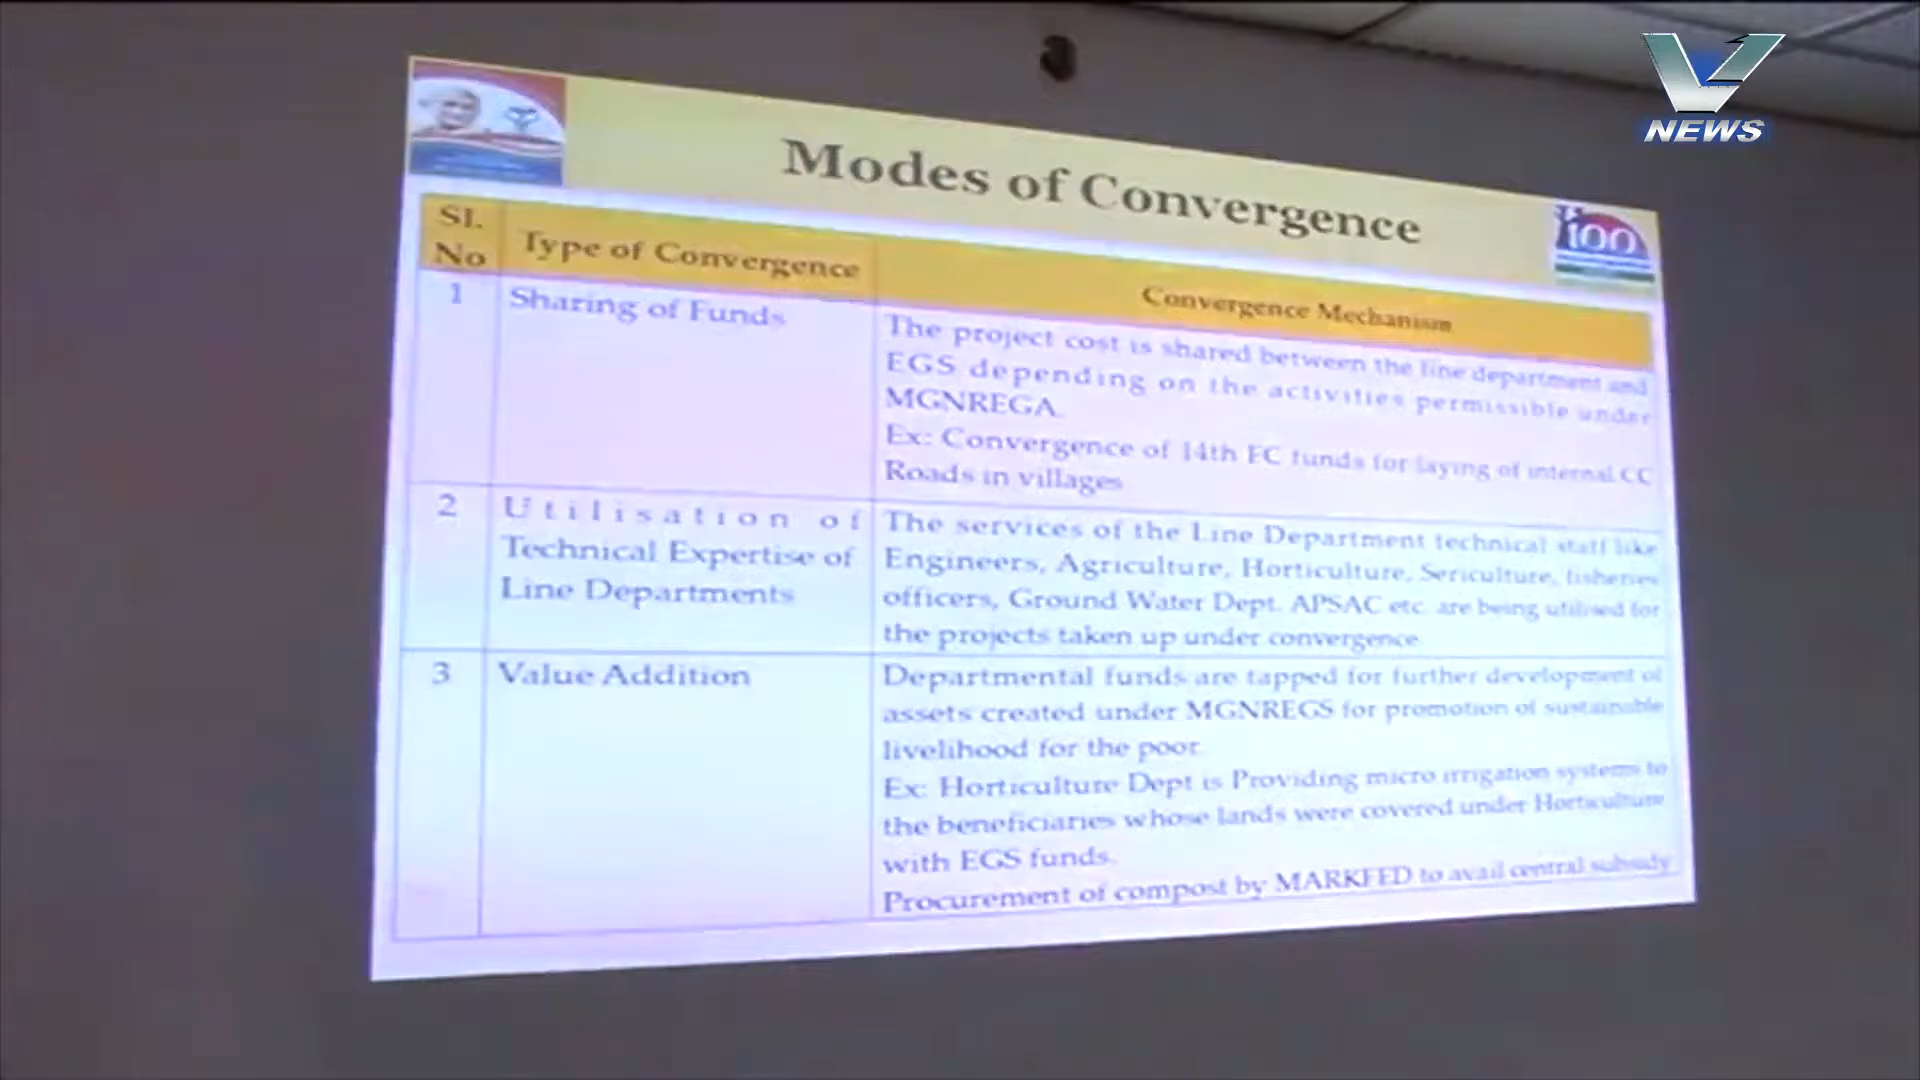 V
NEWS
Modes of Convergence
100
Sl.
No
Type of Convergence
Convergence Mechanism
1
Sharing of Funds
The project cost is shared between the line department and
EGS depending on the activities permissible under
MGNREGA.
Ex: Convergence of 14th FC funds for laying of internal CC
Roads in villages
2
Utilisation of
Technical Expertise of
Line Departments
The services of the Line Department technical staff like
Engineers, Agriculture, Horticulture, Sericulture, fisheries
officers, Ground Water Dept. APSAC etc. are being utilised for
the projects taken up under convergence
3
Value Addition
Departmental funds are tapped for further development of
assets created under MGNREGS for promotion of sustainable
livelihood for the poor.
Ex: Horticulture Dept is Providing micro irrigation systems to
the beneficiaries whose lands were covered under Horticulture
with EGS funds.
Procurement of compost by MARKFED to avail central subsidy